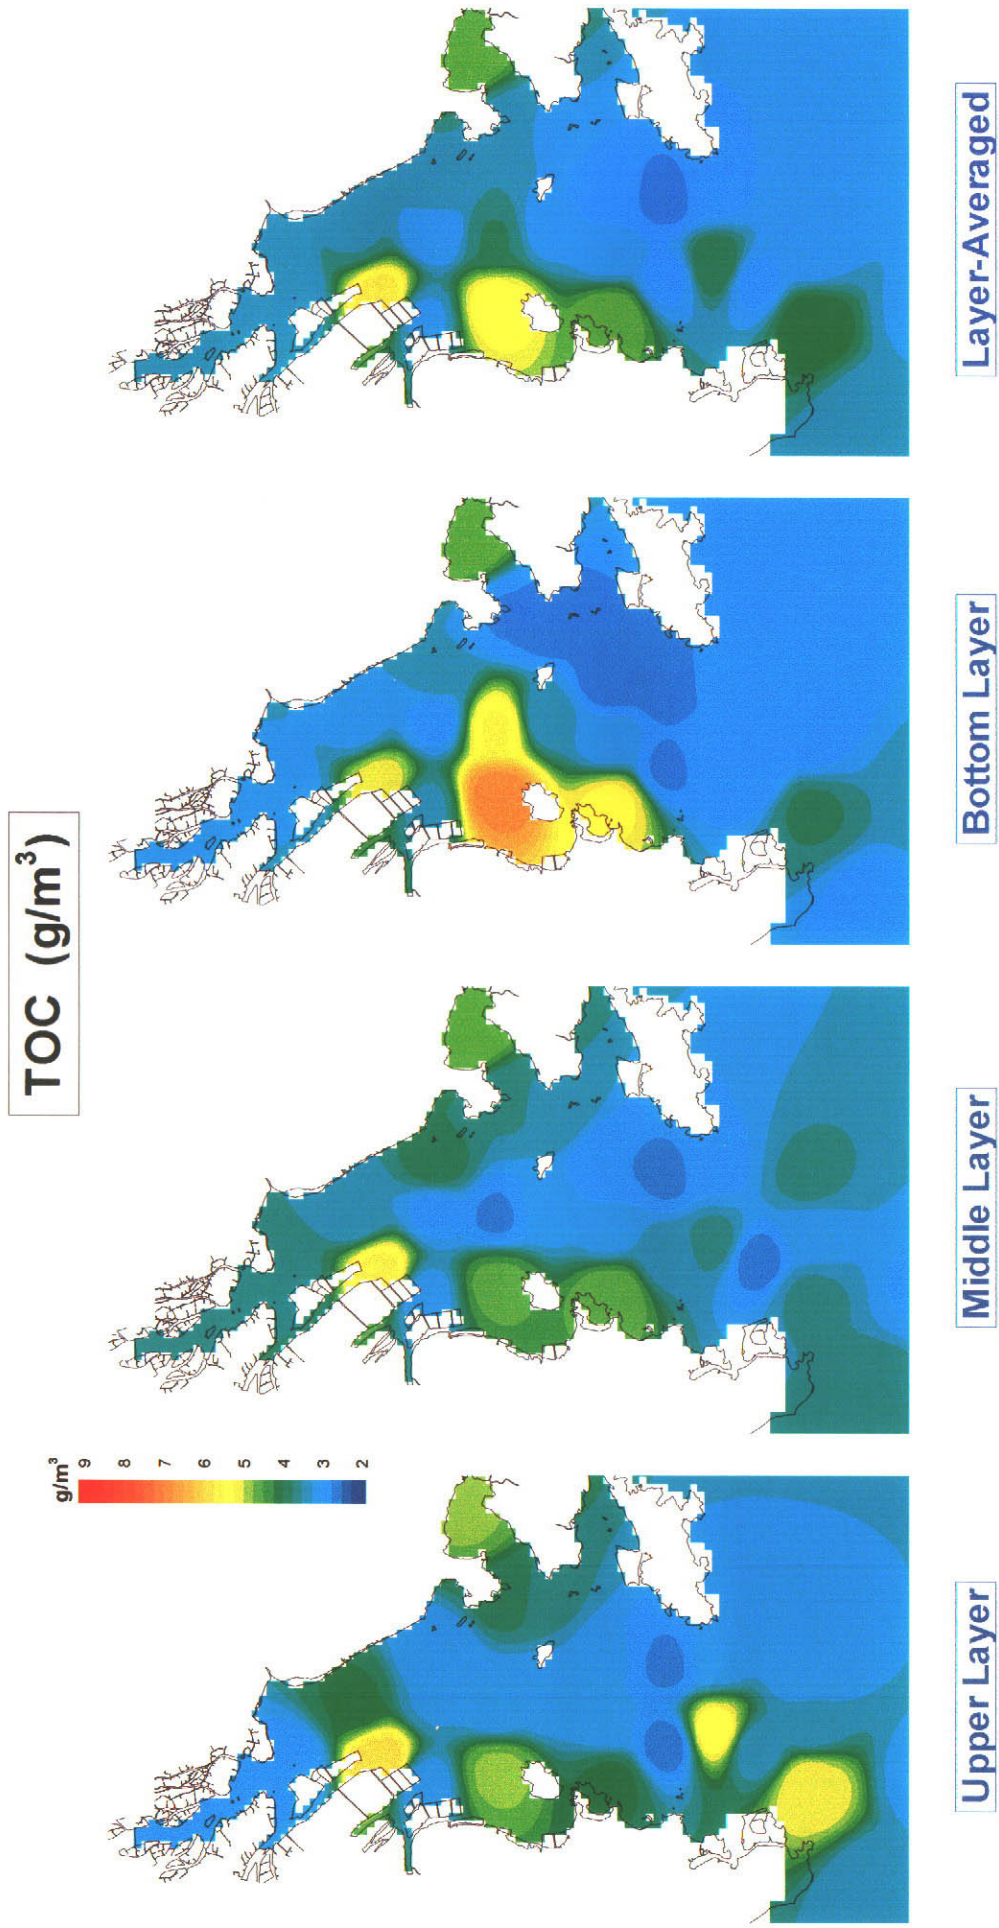 TOC (g/m³)
g/m³
9
8
7
6
5
4
3
2
Upper Layer
Middle Layer
Bottom Layer
Layer-Averaged